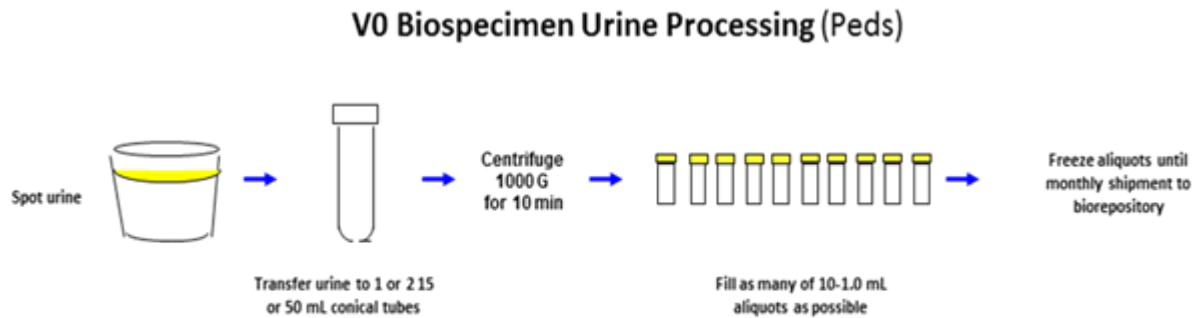 V0 Biospecimen Urine Processing (Peds)
Spot urine
Transfer urine to 1 or 2 15
or 50 mL conical tubes
Centrifuge
1000 G
for 10 min
Fill as many of 10-1.0 mL
aliquots as possible
Freeze aliquots until
monthly shipment to
biorepository